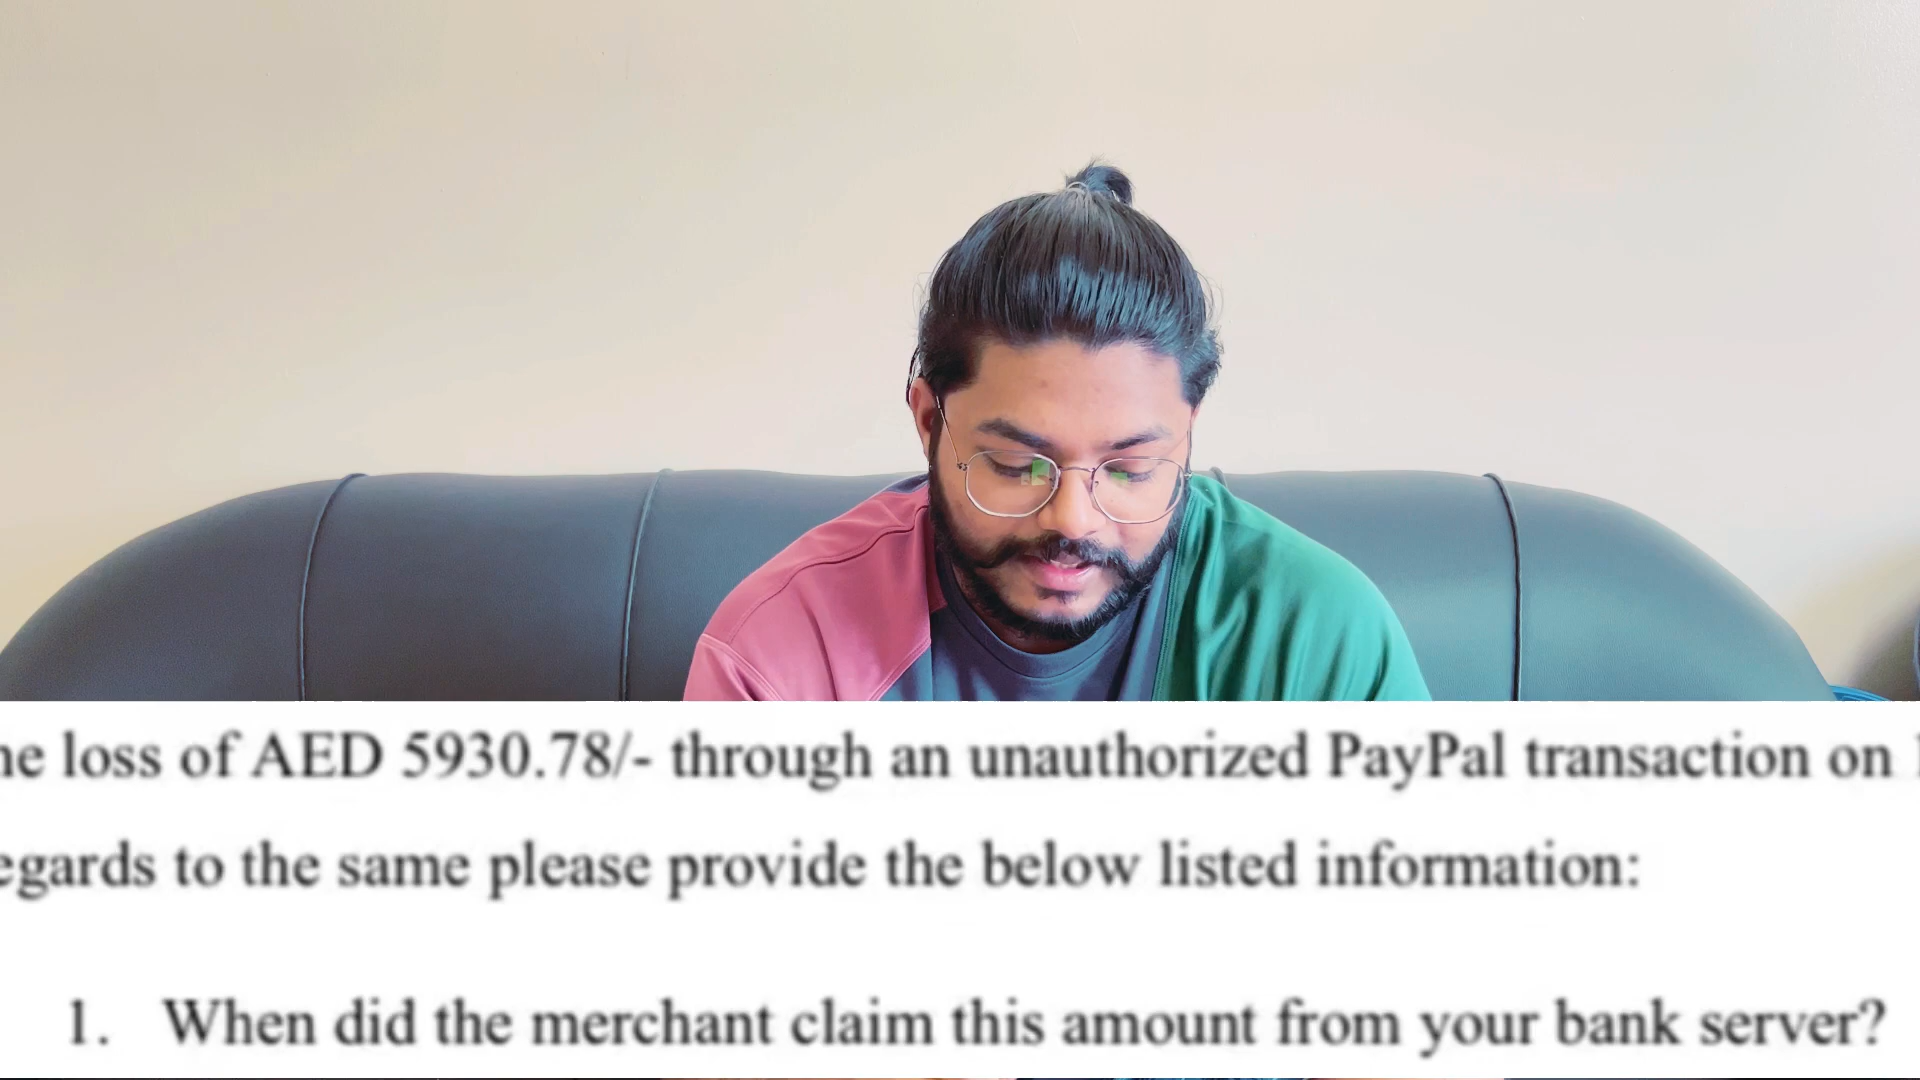 he loss of AED 5930.78/- through an unauthorized PayPal transaction on
egards to the same please provide the below listed information:
1. When did the merchant claim this amount from your bank server?